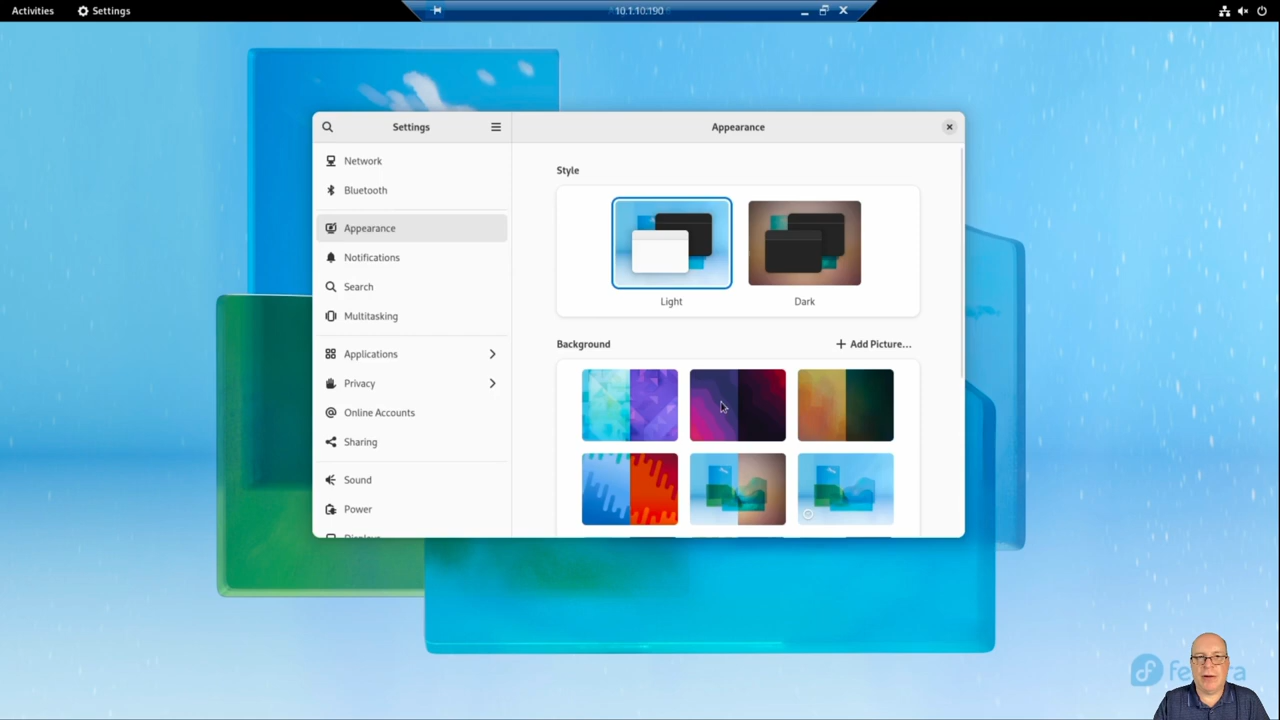 Activities
Settings
10.1.10.190
Settings
Appearance
Network
Bluetooth
Appearance
Notifications
Search
Multitasking
Applications
Privacy
Online Accounts
Sharing
Sound
Power
Displays
Style
Light
Dark
Background
Add Picture...